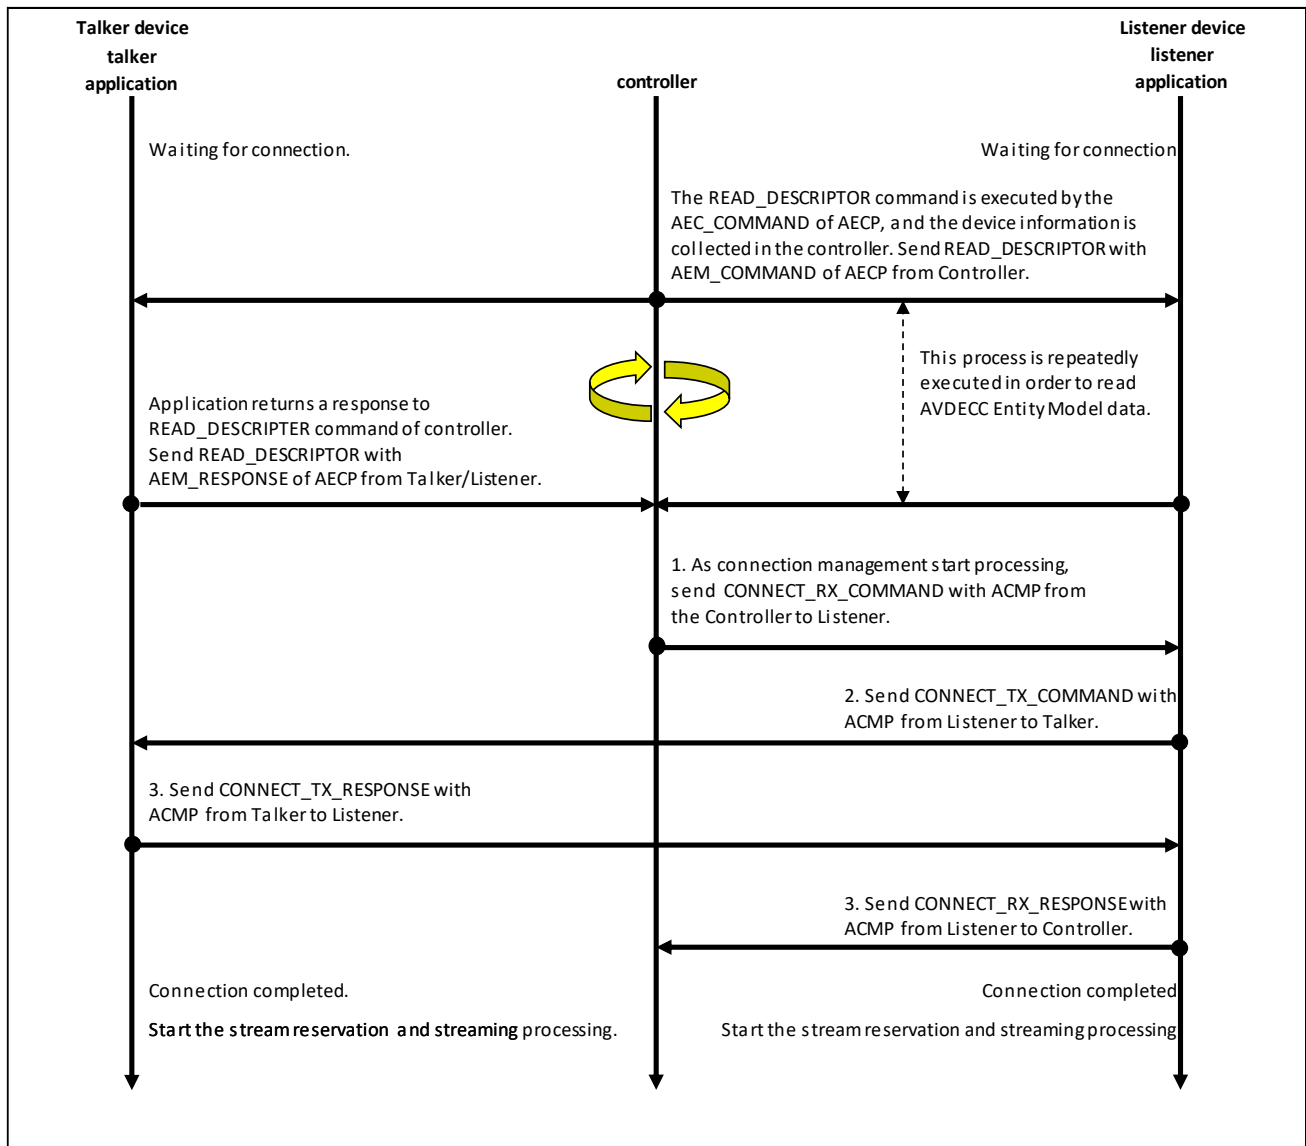 Talker device
talker
application
controller
Listener device
listener
application
Waiting for connection.
Waiting for connection
The READ_DESCRIPTOR command is executed by the
AEC_COMMAND of AECP, and the device information is
collected in the controller. Send READ_DESCRIPTOR with
AEM_COMMAND of AECP from Controller.
This process is repeatedly
executed in order to read
AVDECC Entity Model data.
Application returns a response to
READ_DESCRIPTER command of controller.
Send READ_DESCRIPTOR with
AEM_RESPONSE of AECP from Talker/Listener.
1. As connection management start processing,
send CONNECT_RX_COMMAND with ACMP from
the Controller to Listener.
2. Send CONNECT_TX_COMMAND with
ACMP from Listener to Talker.
3. Send CONNECT_TX_RESPONSE with
ACMP from Talker to Listener.
3. Send CONNECT_RX_RESPONSE with
ACMP from Listener to Controller.
Connection completed.
Start the stream reservation and streaming processing.
Connection completed
Start the stream reservation and streaming processing